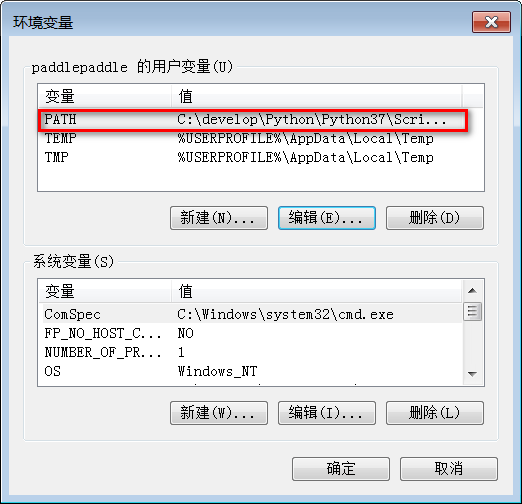 环境变量
paddlepaddle 的用户变量(U)
变量 值
PATH C:\develop\Python\Python37\Scri...
TEMP %USERPROFILE%\AppData\Local\Temp
TMP %USERPROFILE%\AppData\Local\Temp
新建(N)... 编辑(E)... 删除(D)
系统变量(S)
变量 值
ComSpec C:\Windows\system32\cmd.exe
FP_NO_HOST_C... NO
NUMBER_OF_PR... 1
OS Windows_NT
新建(W)... 编辑(I)... 删除(L)
确定 取消